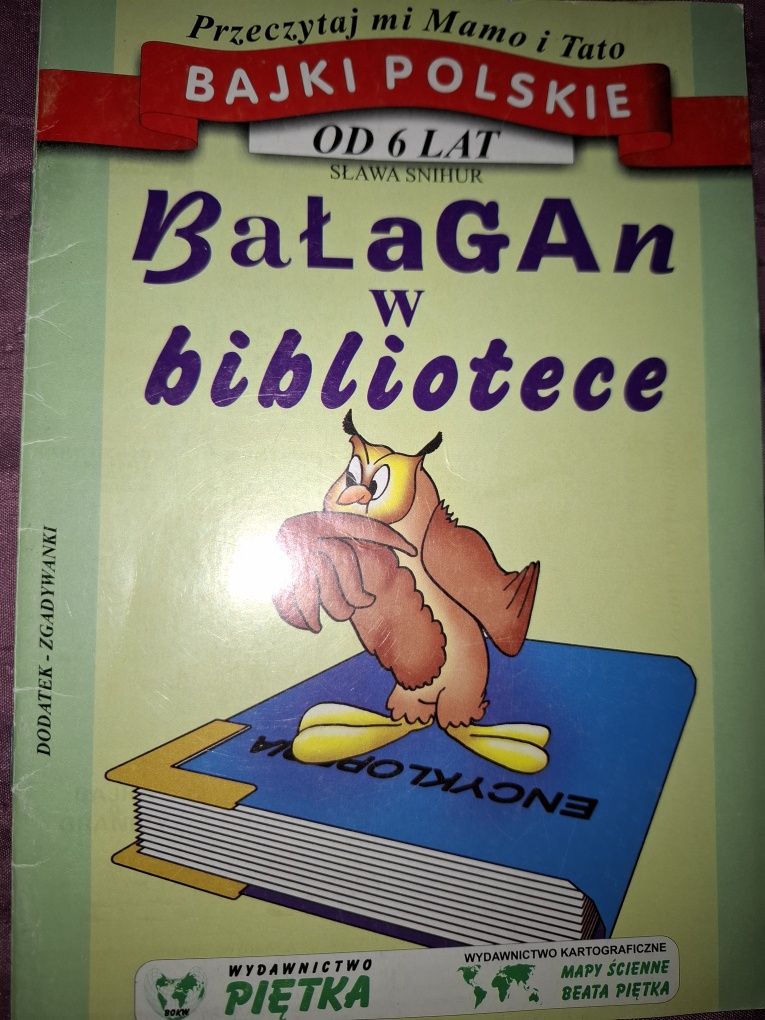 Przeczytaj mi Mamo i Tato
BAJKI POLSKIE
OD 6 LAT
SŁAWA SNIHUR
BaŁaGAn
w
bibliotece
DODATEK - ZGADYWANKI
ENCYKLOPEDIA
WYDAWNICTWO
PIĘTKA
BOKW
WYDAWNICTWO KARTOGRAFICZNE
MAPY ŚCIENNE
BEATA PIĘTKA